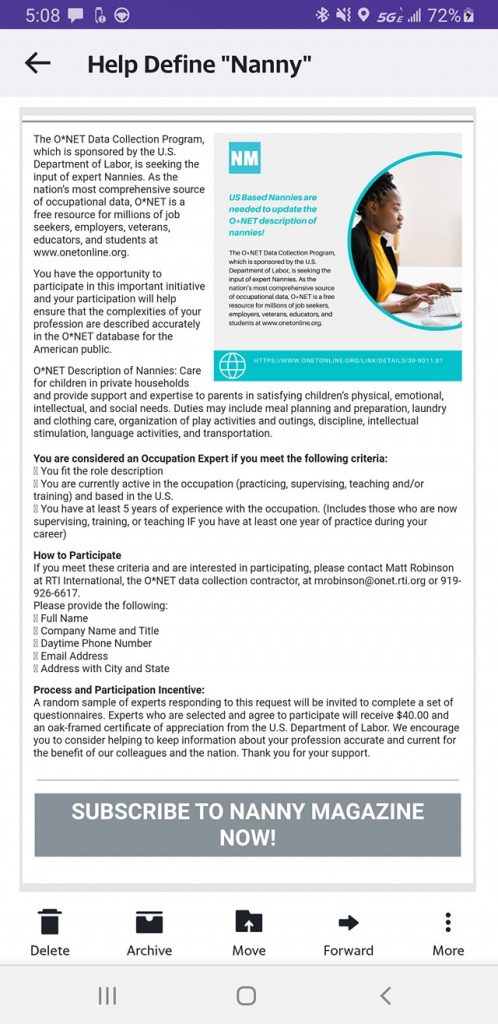 5:08
5G E
72%
Help Define "Nanny"
The O*NET Data Collection Program,
which is sponsored by the U.S.
Department of Labor, is seeking the
input of expert Nannies. As the
nation's most comprehensive source
of occupational data, O*NET is a
free resource for millions of job
seekers, employers, veterans,
educators, and students at
www.onetonline.org.
You have the opportunity to
participate in this important initiative
and your participation will help
ensure that the complexities of your
profession are described accurately
in the O*NET database for the
American public.
NM
US Based Nannies are
needed to update the
O*NET description of
nannies!
The O*NET Data Collection Program,
which is sponsored by the U.S.
Department of Labor, is seeking the
input of expert Nannies. As the
nation's most comprehensive source
of occupational data, O*NET is a free
resource for millions of job seekers,
employers, veterans, educators, and
students at www.onetonline.org.
HTTPS://WWW.ONETONLINE.ORG/LINK/DETAILS/39-9011.01
O*NET Description of Nannies: Care
for children in private households
and provide support and expertise to parents in satisfying children's physical, emotional,
intellectual, and social needs. Duties may include meal planning and preparation, laundry
and clothing care, organization of play activities and outings, discipline, intellectual
stimulation, language activities, and transportation.
You are considered an Occupation Expert if you meet the following criteria:
You fit the role description
You are currently active in the occupation (practicing, supervising, teaching and/or
training) and based in the U.S.
You have at least 5 years of experience with the occupation. (Includes those who are now
supervising, training, or teaching IF you have at least one year of practice during your
career)
How to Participate
If you meet these criteria and are interested in participating, please contact Matt Robinson
at RTI International, the O*NET data collection contractor, at mrobinson@onet.rti.org or 919-
926-6617.
Please provide the following:
Full Name
Company Name and Title
Daytime Phone Number
Email Address
Address with City and State
Process and Participation Incentive:
A random sample of experts responding to this request will be invited to complete a set of
questionnaires. Experts who are selected and agree to participate will receive $40.00 and
an oak-framed certificate of appreciation from the U.S. Department of Labor. We encourage
you to consider helping to keep information about your profession accurate and current for
the benefit of our colleagues and the nation. Thank you for your support.
SUBSCRIBE TO NANNY MAGAZINE
NOW!
Delete
Archive
Move
Forward
More